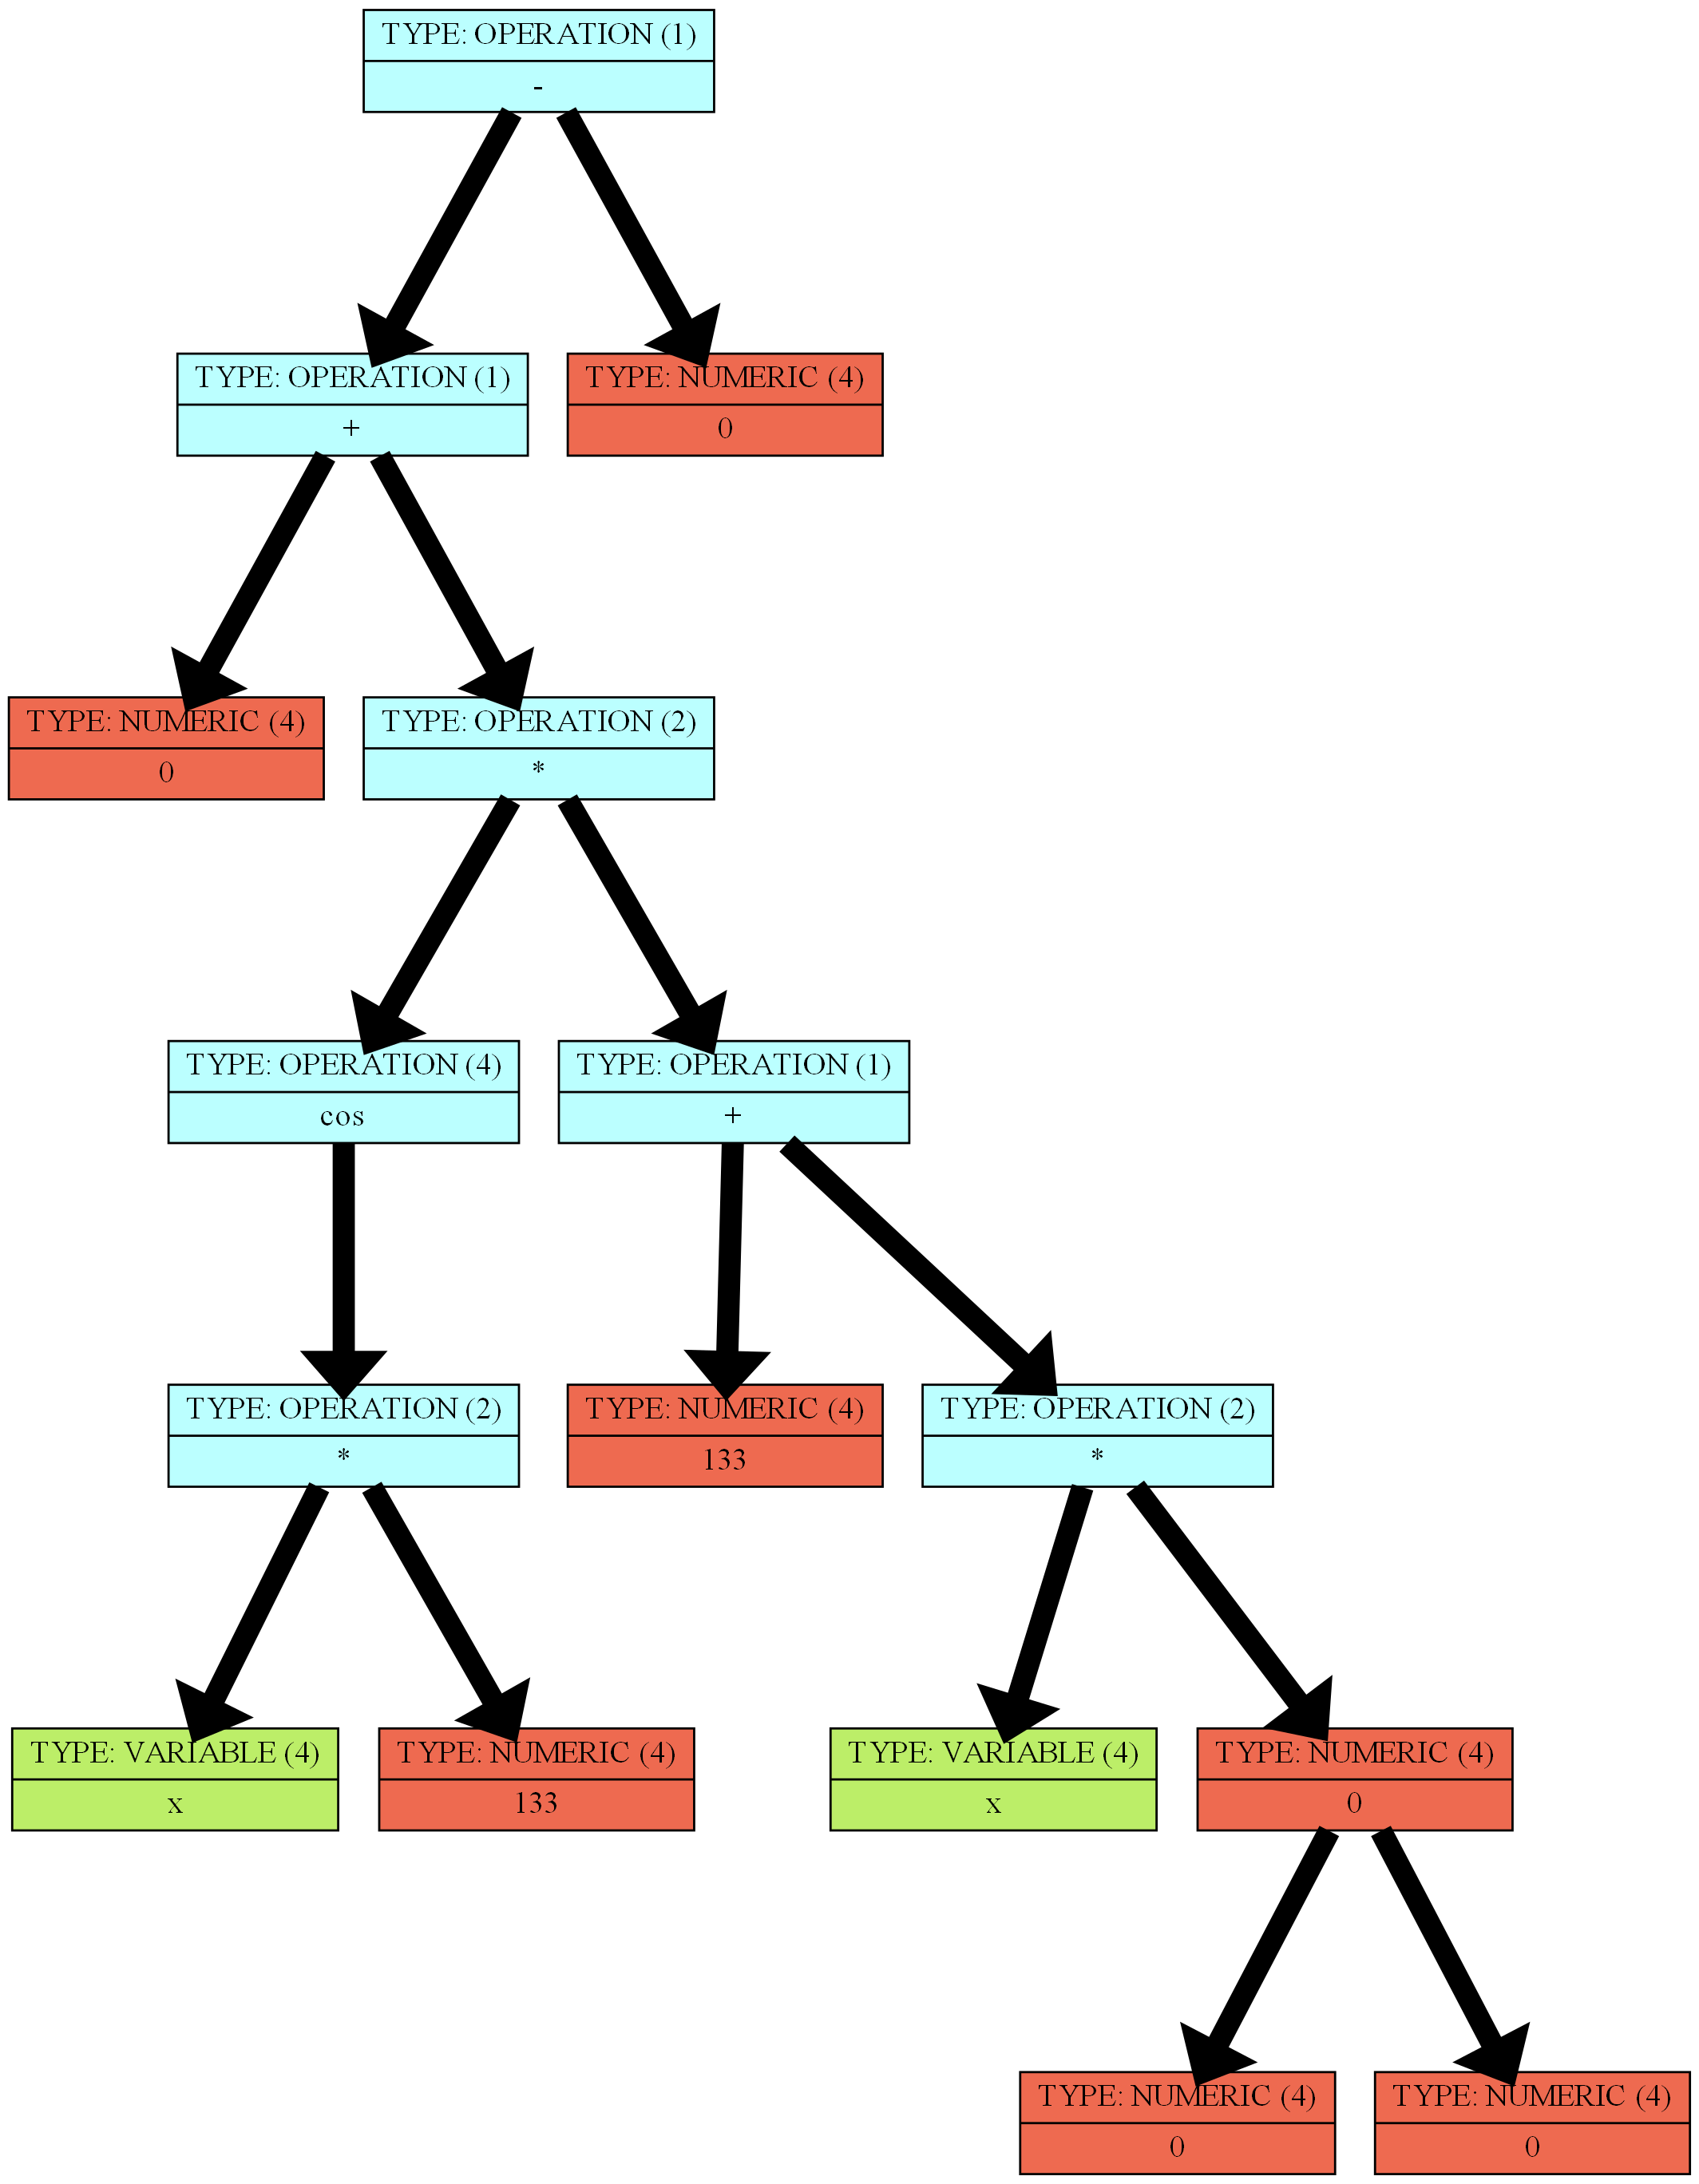 TYPE: OPERATION (1)
-
TYPE: OPERATION (1)
+
TYPE: NUMERIC (4)
0
TYPE: NUMERIC (4)
0
TYPE: OPERATION (2)
*
TYPE: OPERATION (4)
cos
TYPE: OPERATION (1)
+
TYPE: OPERATION (2)
*
TYPE: NUMERIC (4)
133
TYPE: OPERATION (2)
*
TYPE: VARIABLE (4)
x
TYPE: NUMERIC (4)
133
TYPE: VARIABLE (4)
x
TYPE: NUMERIC (4)
0
TYPE: NUMERIC (4)
0
TYPE: NUMERIC (4)
0